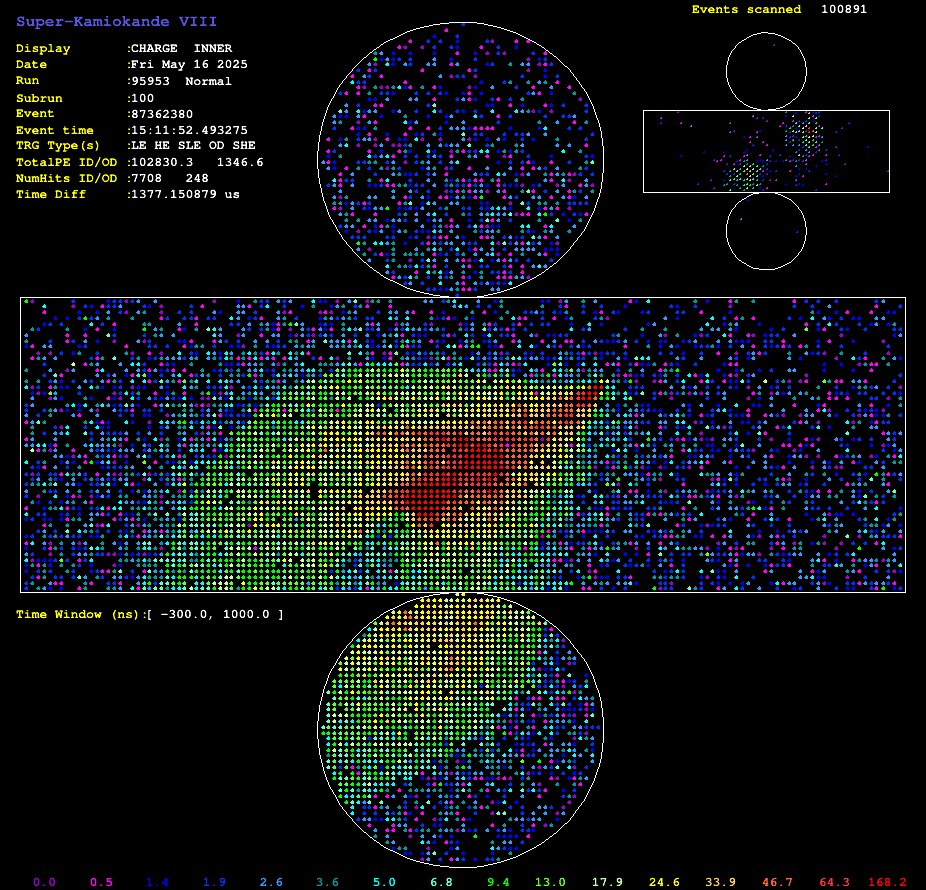 Super-Kamiokande VIII
Events scanned 100891
Display :CHARGE INNER
Date :Fri May 16 2025
Run :95953 Normal
Subrun :100
Event :87362380
Event time :15:11:52.493275
TRG Type(s) :LE HE SLE OD SHE
TotalPE ID/OD :102830.3 1346.6
NumHits ID/OD :7708 248
Time Diff :1377.150879 us
Time Window (ns):[ -300.0, 1000.0 ]
0.0 0.5 1.4 1.9 2.6 3.6 5.0 6.8 9.4 13.0 17.9 24.6 33.9 46.7 64.3 168.2